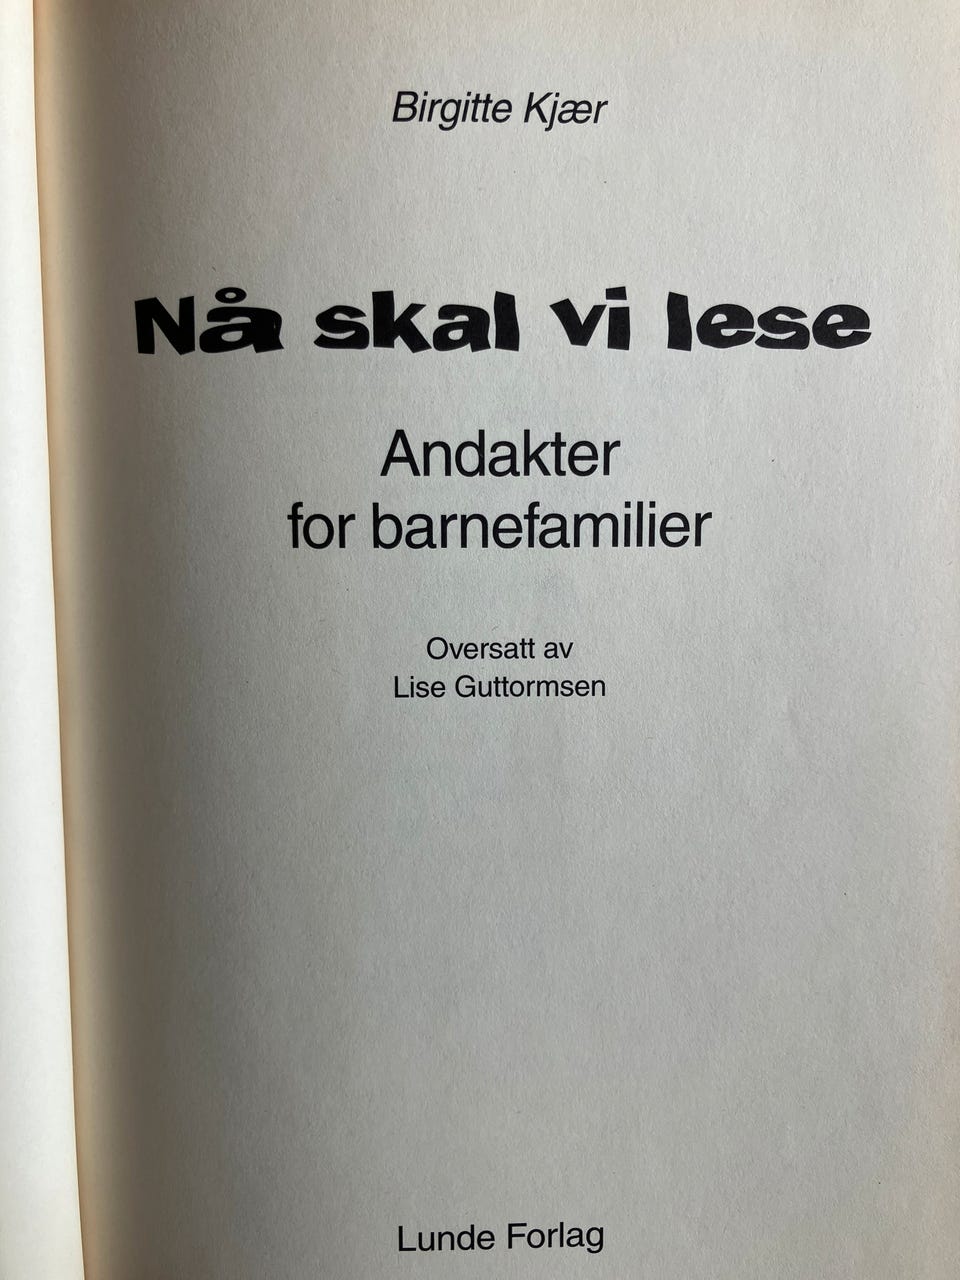 Birgitte Kjær
Nå skal vi lese
Andakter
for barnefamilier
Oversatt av
Lise Guttormsen
Lunde Forlag